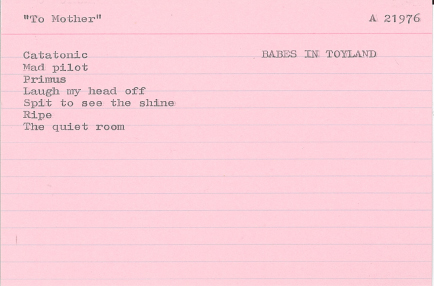 "To Mother" A 21976
Catatonic BABES IN TOYLAND
Mad pilot
Primus
Laugh my head off
Spit to see the shine
Ripe
The quiet room